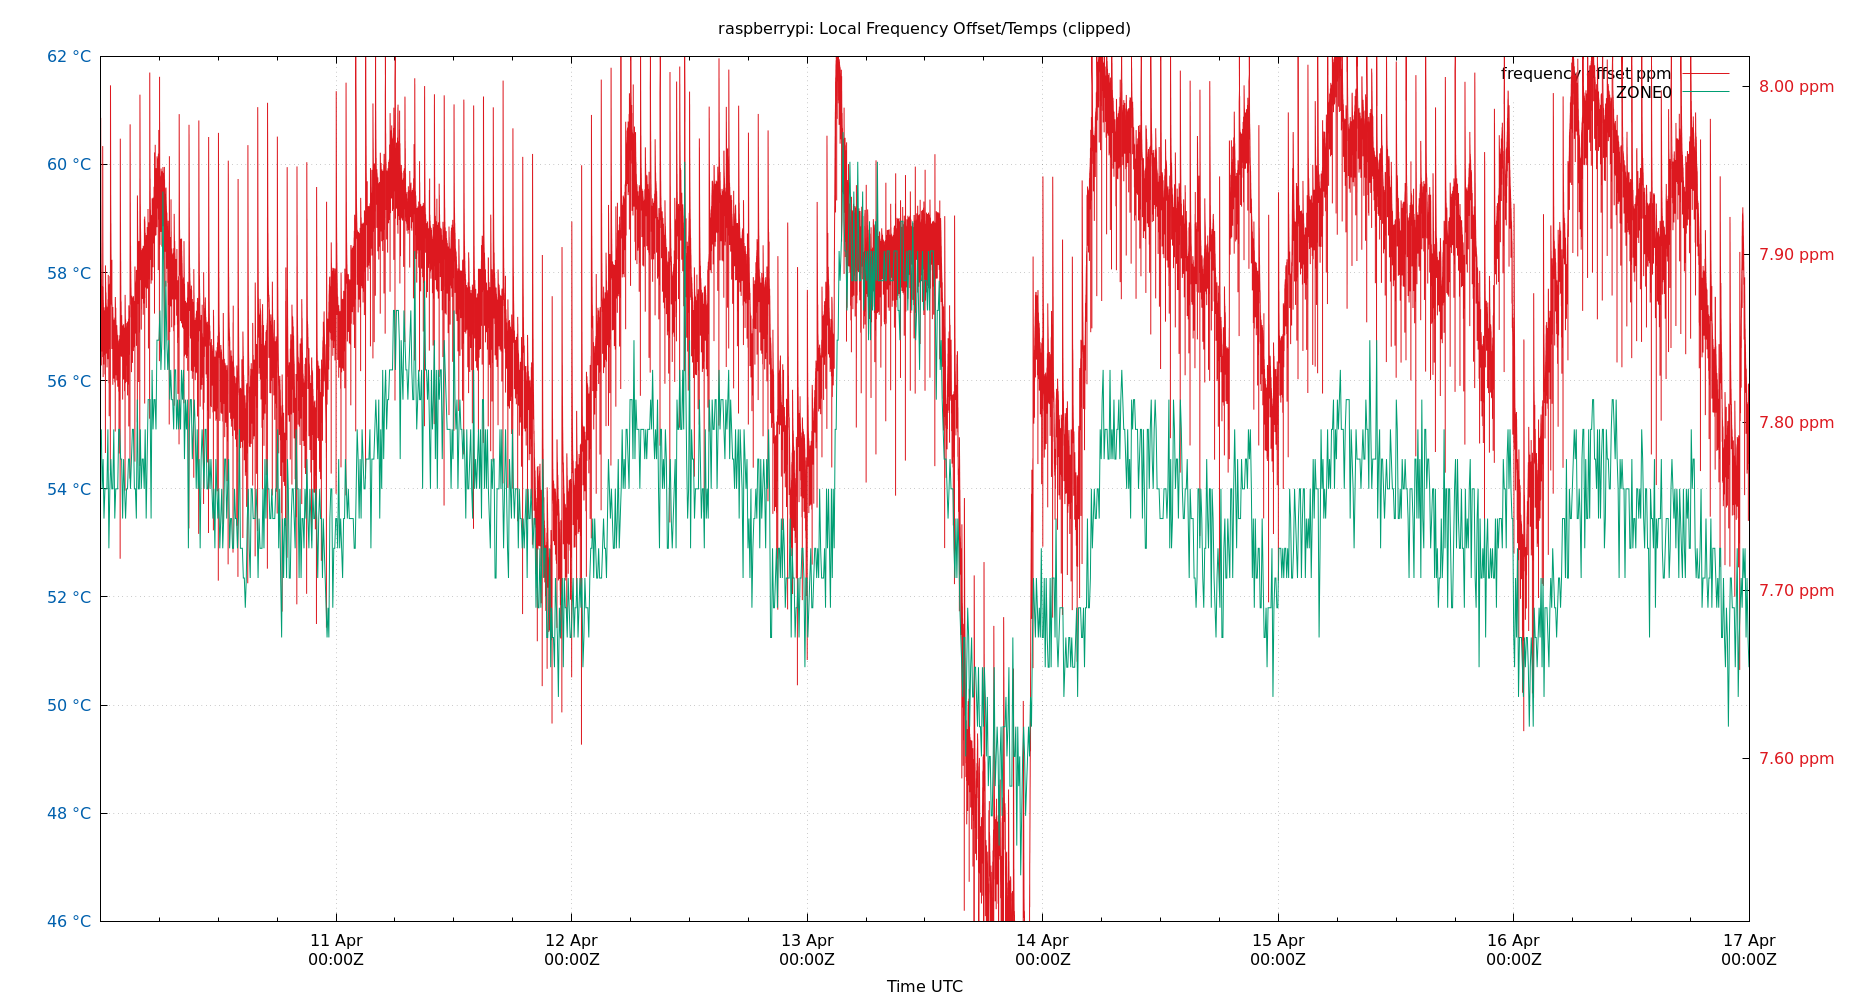 raspberrypi: Local Frequency Offset/Temps (clipped)
62 °C
60 °C
58 °C
56 °C
54 °C
52 °C
50 °C
48 °C
46 °C
frequency offset ppm
ZONE0
8.00 ppm
7.90 ppm
7.80 ppm
7.70 ppm
7.60 ppm
11 Apr
00:00Z
12 Apr
00:00Z
13 Apr
00:00Z
14 Apr
00:00Z
15 Apr
00:00Z
16 Apr
00:00Z
17 Apr
00:00Z
Time UTC